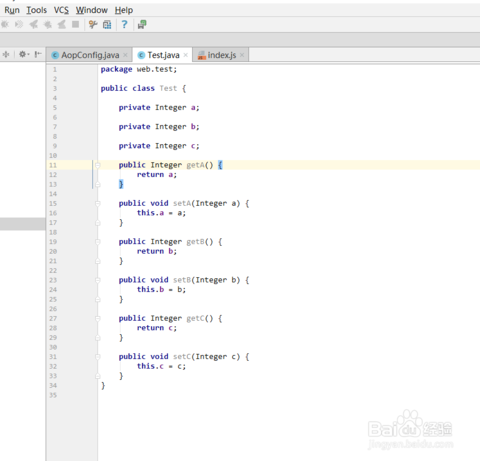 Run Tools VCS Window Help
AopConfig.java Test.java index.js
1 package web.test;
2
3 public class Test {
4
5     private Integer a;
6
7     private Integer b;
8
9     private Integer c;
10
11     public Integer getA() {
12         return a;
13     }
14
15     public void setA(Integer a) {
16         this.a = a;
17     }
18
19     public Integer getB() {
20
21         return b;
21     }
22
23     public void setB(Integer b) {
24         this.b = b;
25     }
26
27     public Integer getC() {
28         return c;
29     }
30
31     public void setC(Integer c) {
32         this.c = c;
33     }
34 }
35
Baidu 经验
jingyan.baidu.com